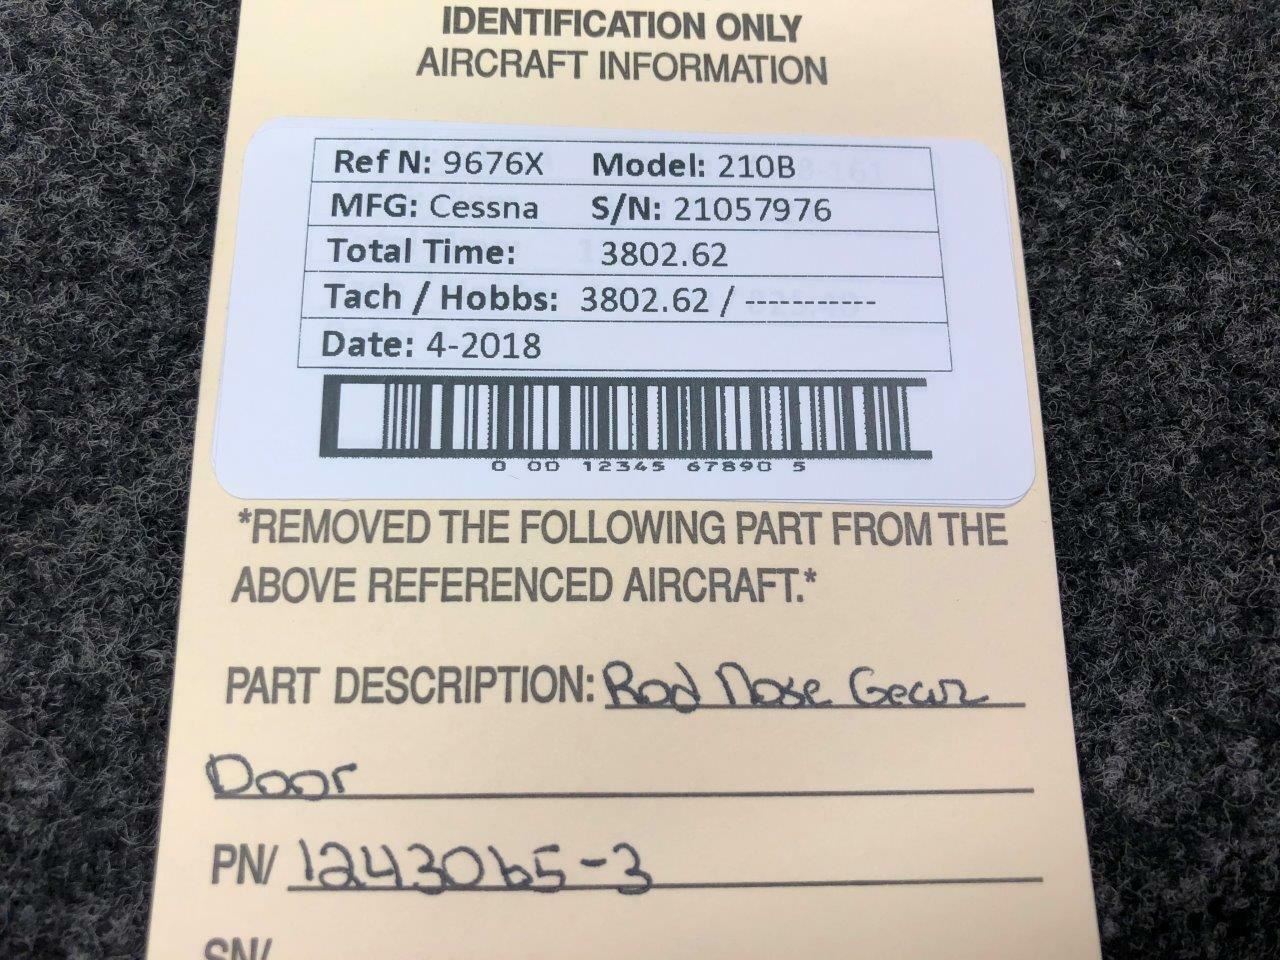 IDENTIFICATION ONLY
AIRCRAFT INFORMATION
Ref N: 9676X Model: 210B
MFG: Cessna S/N: 21057976
Total Time: 3802.62
Tach / Hobbs: 3802.62 / -----------
Date: 4-2018
0 00 12345 67890 5
*REMOVED THE FOLLOWING PART FROM THE
ABOVE REFERENCED AIRCRAFT.*
PART DESCRIPTION: Rod Nose Gear
Door
PN/ 1243065-3
SN/